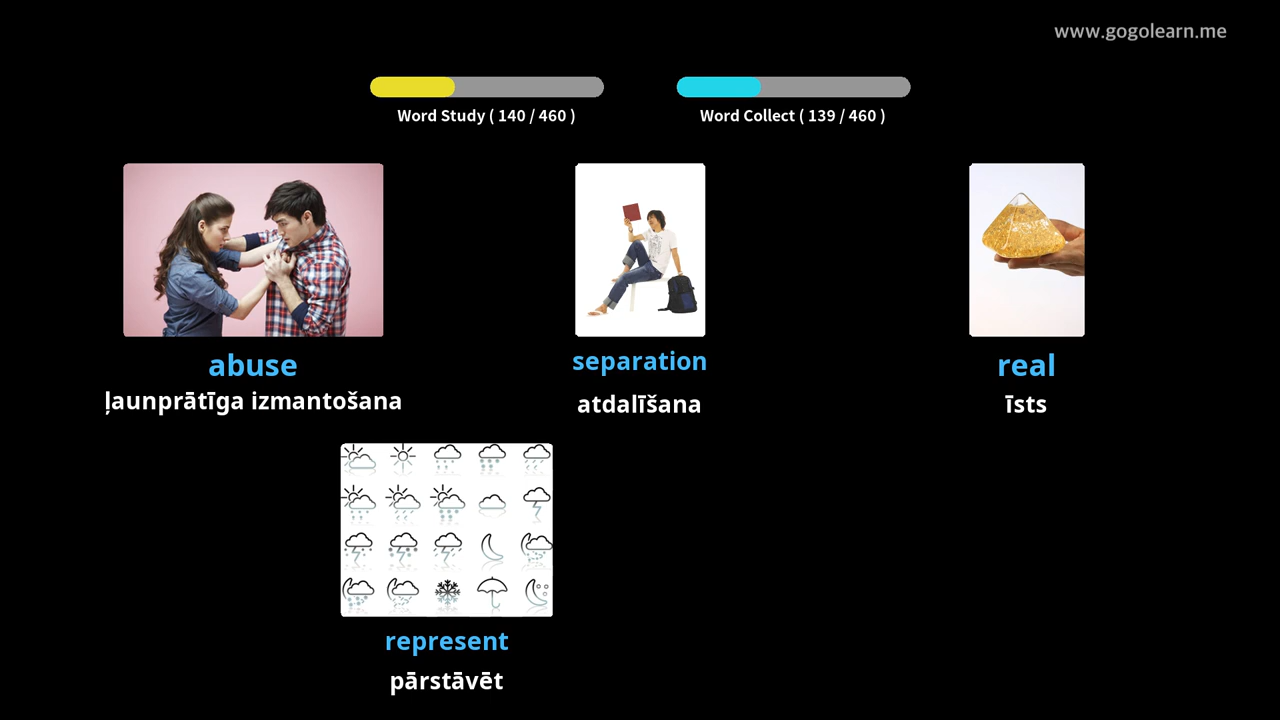 www.gogolearn.me
Word Study ( 140 / 460 )
Word Collect ( 139 / 460 )
abuse
ļaunprātīga izmantošana
separation
atdalīšana
real
īsts
represent
pārstāvēt